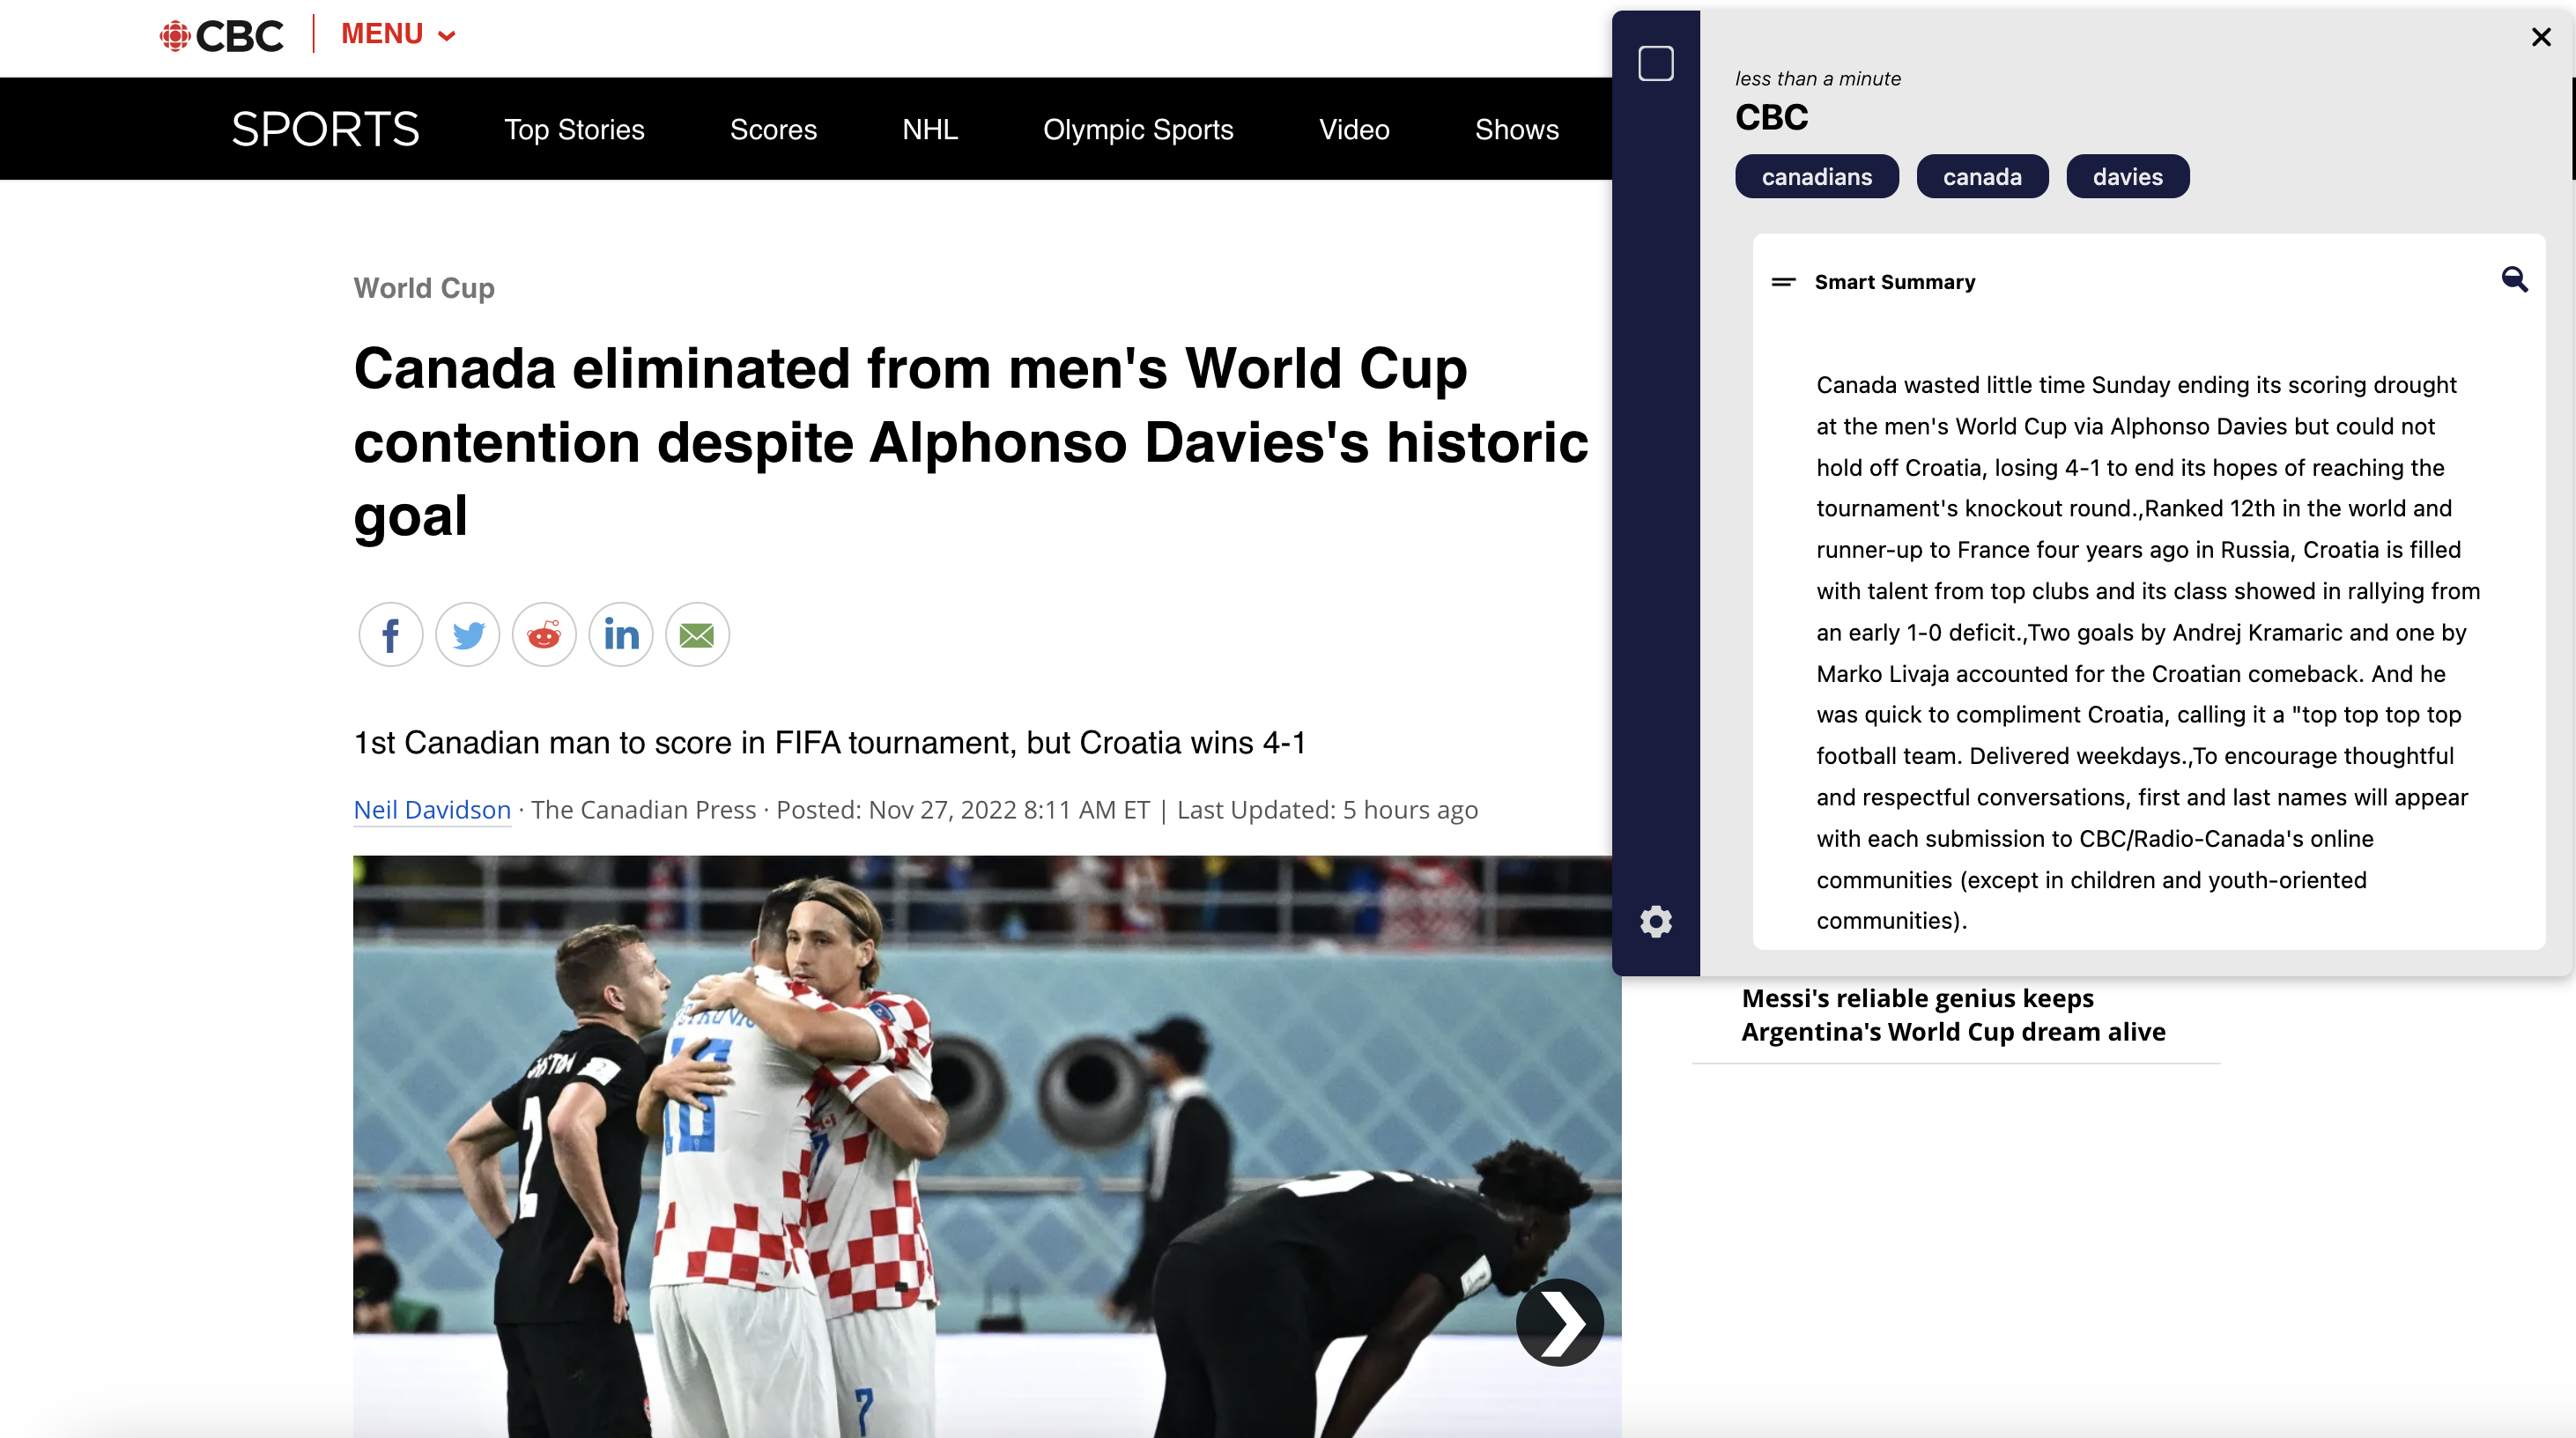 CBC
MENU
SPORTS
Top Stories
Scores
NHL
Olympic Sports
Video
Shows
World Cup
Canada eliminated from men's World Cup
contention despite Alphonso Davies's historic
goal
1st Canadian man to score in FIFA tournament, but Croatia wins 4-1
Neil Davidson · The Canadian Press · Posted: Nov 27, 2022 8:11 AM ET | Last Updated: 5 hours ago
2
16
7
7
less than a minute
CBC
canadians
canada
davies
Smart Summary
Canada wasted little time Sunday ending its scoring drought
at the men's World Cup via Alphonso Davies but could not
hold off Croatia, losing 4-1 to end its hopes of reaching the
tournament's knockout round.,Ranked 12th in the world and
runner-up to France four years ago in Russia, Croatia is filled
with talent from top clubs and its class showed in rallying from
an early 1-0 deficit.,Two goals by Andrej Kramaric and one by
Marko Livaja accounted for the Croatian comeback. And he
was quick to compliment Croatia, calling it a "top top top top
football team. Delivered weekdays.,To encourage thoughtful
and respectful conversations, first and last names will appear
with each submission to CBC/Radio-Canada's online
communities (except in children and youth-oriented
communities).
Messi's reliable genius keeps
Argentina's World Cup dream alive